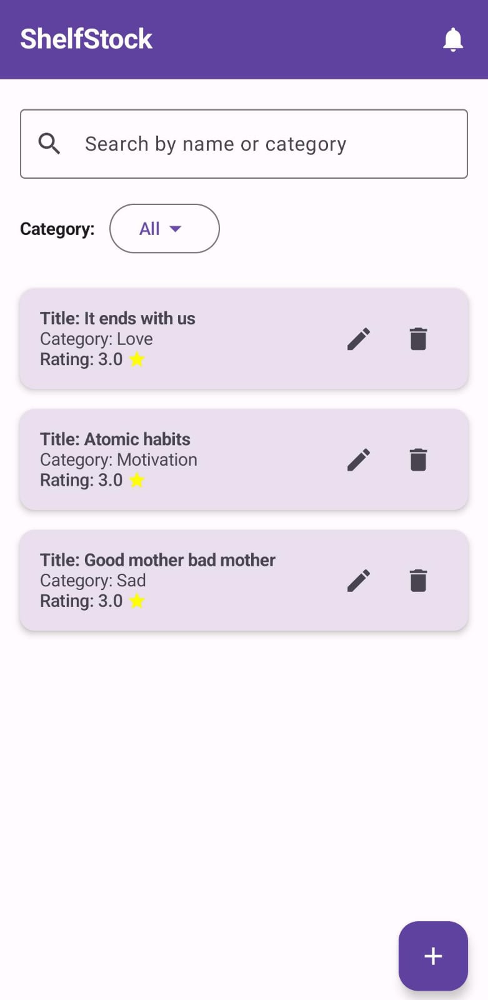 ShelfStock
Search by name or category
Category: All
Title: It ends with us
Category: Love
Rating: 3.0
Title: Atomic habits
Category: Motivation
Rating: 3.0
Title: Good mother bad mother
Category: Sad
Rating: 3.0